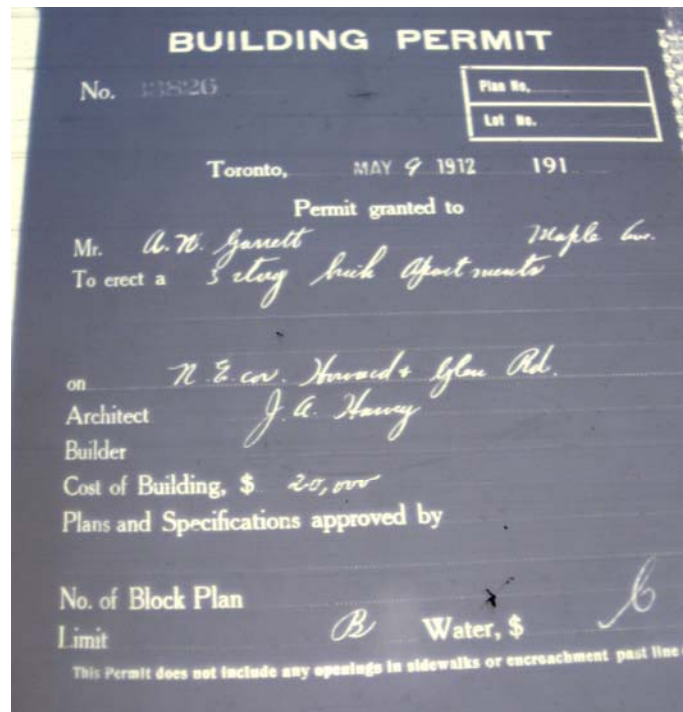 BUILDING PERMIT
No. 33826
Plan No.
Lot No.
Toronto, MAY 9 1912 191
Permit granted to
Mr. A. W. Garrett Maple Ave.
To erect a 3 story brick Apartments
on N. E. cor. Howard + Glen Rd.
Architect J. A. Harvey
Builder
Cost of Building, $ 20,000
Plans and Specifications approved by
No. of Block Plan
Limit B Water, $
This Permit does not include any openings in sidewalks or encroachment past line